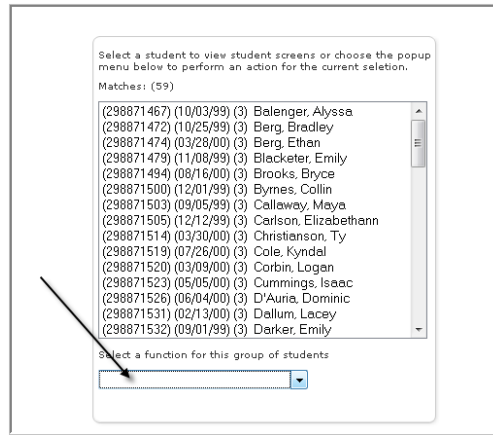 Select a student to view student screens or choose the popup
menu below to perform an action for the current seletion.
Matches: (59)
(298871467) (10/03/99) (3) Balenger, Alyssa
(298871472) (10/25/99) (3) Berg, Bradley
(298871474) (03/28/00) (3) Berg, Ethan
(298871479) (11/08/99) (3) Blacketer, Emily
(298871494) (08/16/00) (3) Brooks, Bryce
(298871500) (12/01/99) (3) Byrnes, Collin
(298871503) (09/05/99) (3) Callaway, Maya
(298871505) (12/12/99) (3) Carlson, Elizabethann
(298871514) (03/30/00) (3) Christianson, Ty
(298871519) (07/26/00) (3) Cole, Kyndal
(298871520) (03/09/00) (3) Corbin, Logan
(298871523) (05/05/00) (3) Cummings, Isaac
(298871526) (06/04/00) (3) D'Auria, Dominic
(298871531) (02/13/00) (3) Dallum, Lacey
(298871532) (09/01/99) (3) Darker, Emily
Select a function for this group of students